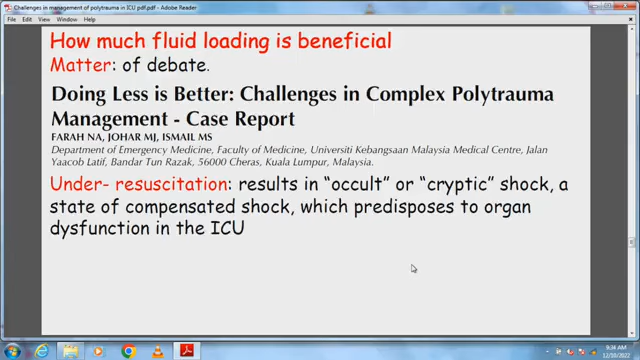 Challenges in management of polytrauma in ICU pdf.pdf - Adobe Reader
File Edit View Window Help
How much fluid loading is beneficial
Matter: of debate.
Doing Less is Better: Challenges in Complex Polytrauma
Management - Case Report
FARAH NA, JOHAR MJ, ISMAIL MS
Department of Emergency Medicine, Faculty of Medicine, Universiti Kebangsaan Malaysia Medical Centre, Jalan
Yaacob Latif, Bandar Tun Razak, 56000 Cheras, Kuala Lumpur, Malaysia.
Under- resuscitation: results in “occult” or “cryptic” shock, a
state of compensated shock, which predisposes to organ
dysfunction in the ICU
9:34 AM
12/10/2022